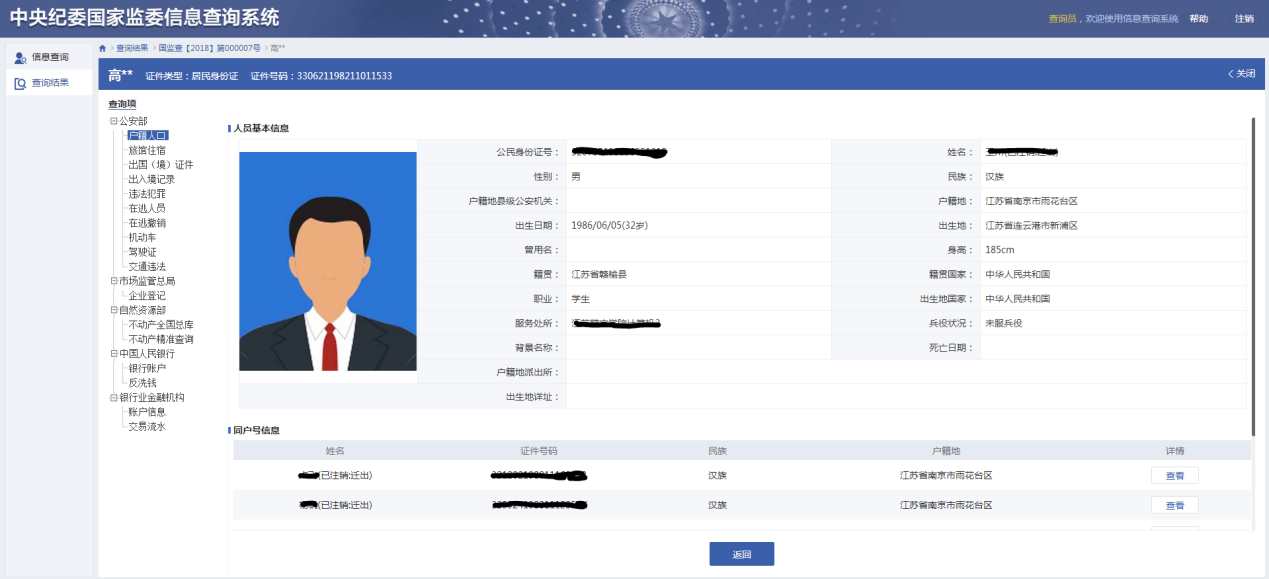 中央纪委国家监委信息查询系统
查询员，欢迎使用信息查询系统 帮助 注销
信息查询
查询结果
查询结果 国监查【2018】第000007号 高**
高** 证件类型：居民身份证 证件号码：330621198211011533
< 关闭
查询项
公安部
户籍人口
旅馆住宿
出国（境）证件
出入境记录
违法犯罪
在逃人员
在逃撤销
机动车
驾驶证
交通违法
市场监管总局
企业登记
自然资源部
不动产全国总库
不动产精准查询
中国人民银行
银行账户
反洗钱
银行业金融机构
账户信息
交易流水
人员基本信息
公民身份证号： 姓名：
性别： 男 民族： 汉族
户籍地县级公安机关： 户籍地： 江苏省南京市雨花台区
出生日期： 1986/06/05(32岁) 出生地： 江苏省连云港市新浦区
曾用名： 身高： 185cm
籍贯： 江苏省赣榆县 籍贯国家： 中华人民共和国
职业： 学生 出生地国家： 中华人民共和国
服务处所： 兵役状况： 未服兵役
背景名称： 死亡日期：
户籍地派出所：
出生地详址：
同户号信息
姓名 证件号码 民族 户籍地 详情
(已注销;迁出) 汉族 江苏省南京市雨花台区 查看
(已注销;迁出) 汉族 江苏省南京市雨花台区 查看
返回